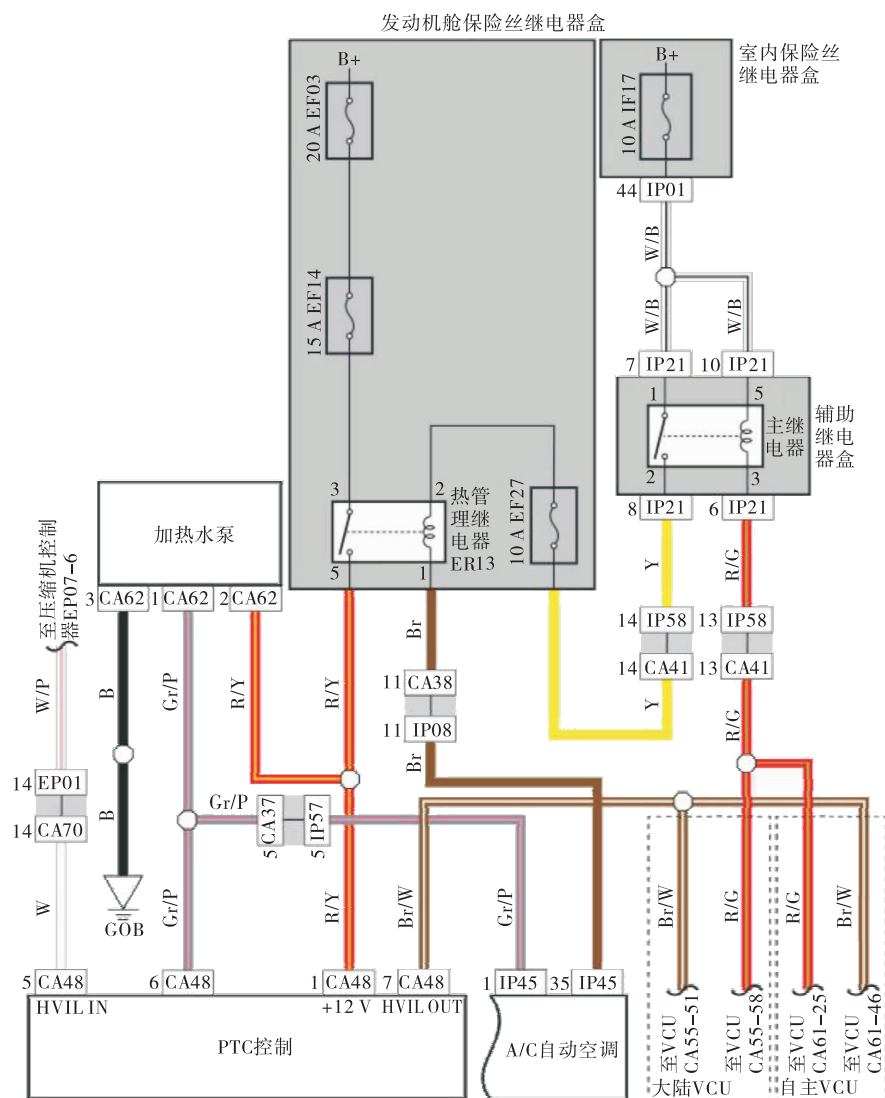 发动机舱保险丝继电器盒
B+
20 A EF03
15 A EF14
3
2
5
1
热管
理继
电器
ER13
10 A EF27
室内保险丝
继电器盒
B+
10 A IF17
44 IP01
W/B
W/B
W/B
7 IP21
10 IP21
1
5
2
3
主继
电器
辅助
继电
器盒
8 IP21
6 IP21
Y
R/G
14 IP58
13 IP58
14 CA41
13 CA41
Y
R/G
加热水泵
3 CA62
1 CA62
2 CA62
至压缩机控制
器EP07-6
W/P
B
Gr/P
R/Y
R/Y
Br
11 CA38
11 IP08
Br
14 EP01
14 CA70
B
Gr/P
5 CA37
5 IP57
W
GOB
Gr/P
R/Y
Br/W
Gr/P
Br/W
R/G
R/G
Br/W
5 CA48
6 CA48
1 CA48
7 CA48
1 IP45
35 IP45
HVIL IN
+12 V
HVIL OUT
PTC控制
A/C自动空调
至VCU
CA55-51
至VCU
CA55-58
至VCU
CA61-25
至VCU
CA61-46
大陆VCU
自主VCU